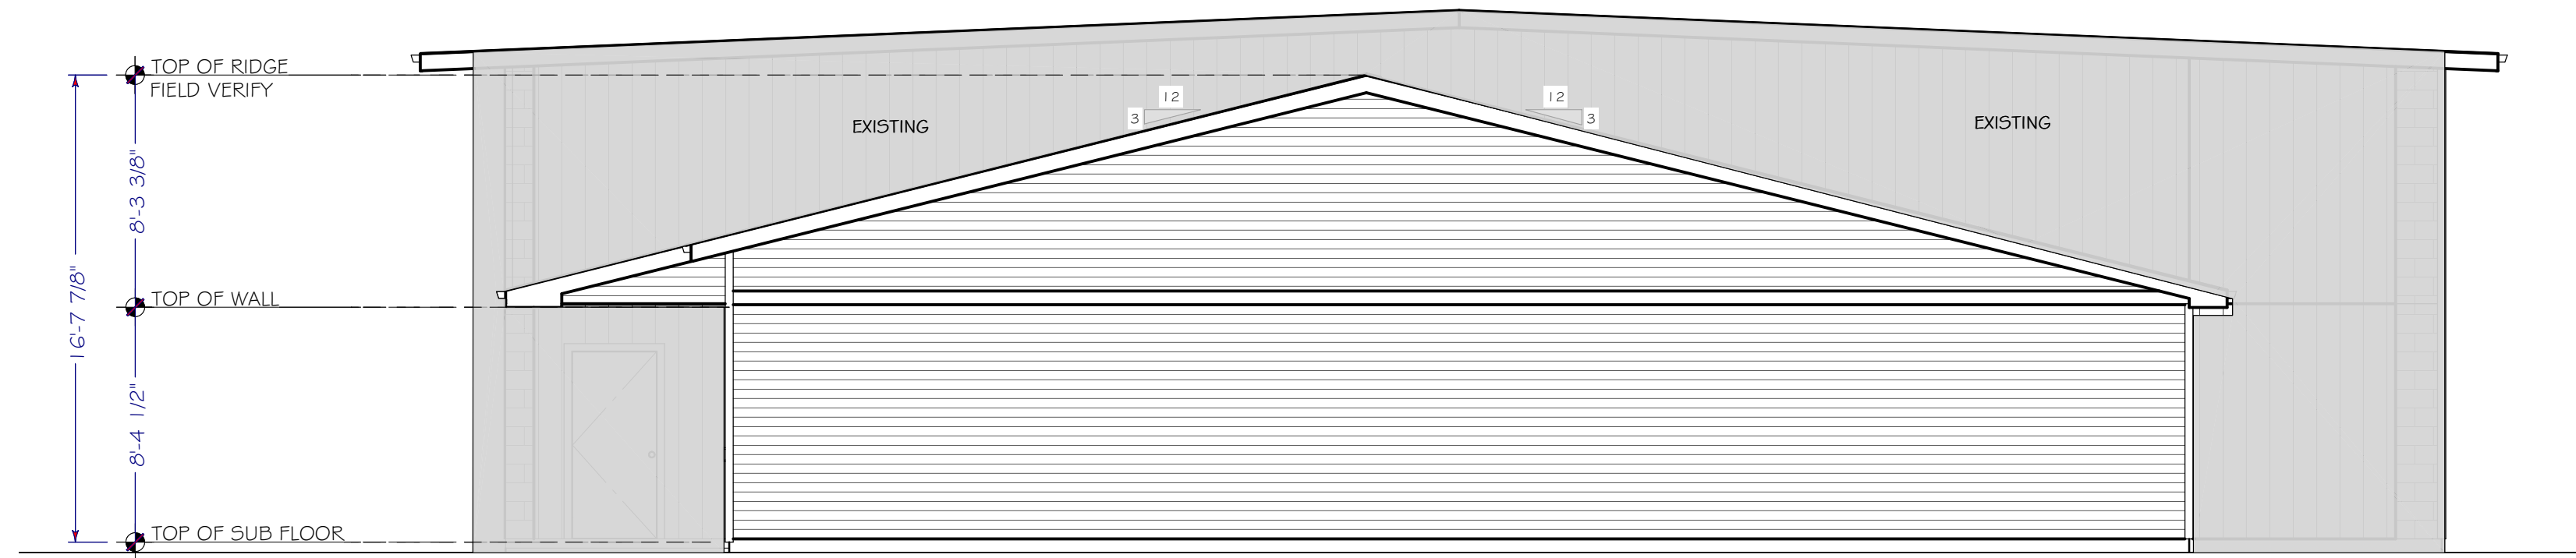 TOP OF RIDGE
FIELD VERIFY
12
12
3
3
EXISTING
EXISTING
8'-3 3/8"
16'-7 7/8"
TOP OF WALL
8'-4 1/2"
TOP OF SUB FLOOR